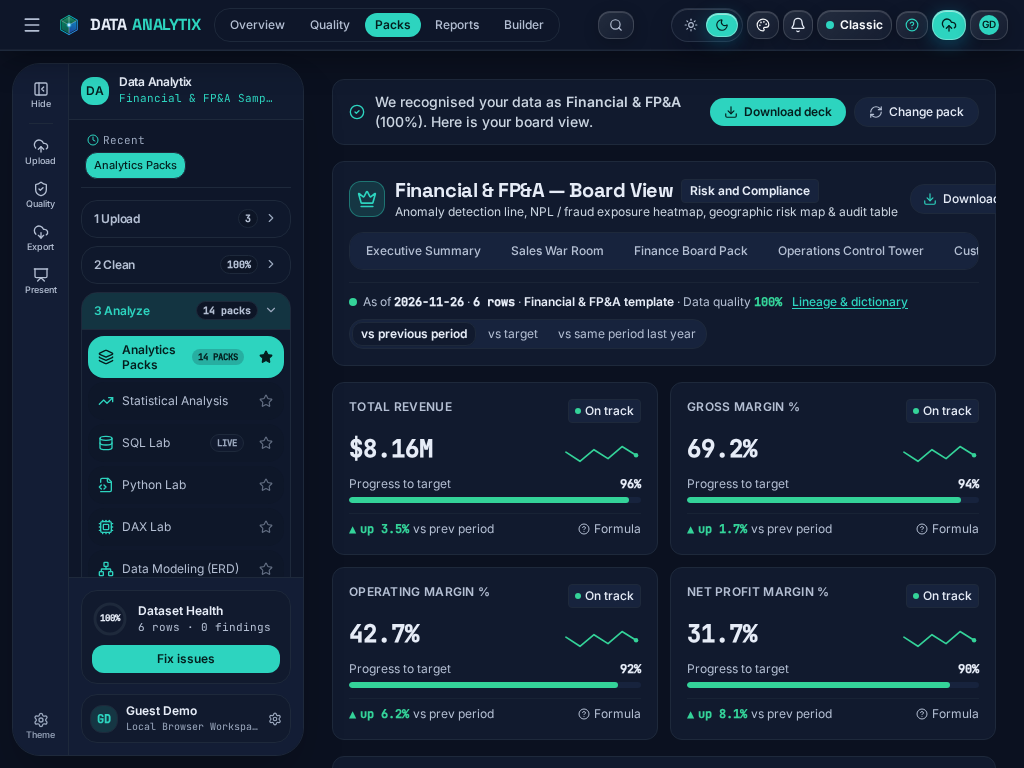 DATA ANALYTIX
Overview
Quality
Packs
Reports
Builder
Classic
GD
Hide
Upload
Quality
Export
Present
Theme
DA
Data Analytix
Financial & FP&A Samp…
Recent
Analytics Packs
1 Upload
3
2 Clean
100%
3 Analyze
14 packs
Analytics Packs
14 PACKS
Statistical Analysis
SQL Lab
LIVE
Python Lab
DAX Lab
Data Modeling (ERD)
100%
Dataset Health
6 rows · 0 findings
Fix issues
GD
Guest Demo
Local Browser Workspa…
We recognised your data as Financial & FP&A
(100%). Here is your board view.
Download deck
Change pack
Financial & FP&A — Board View
Risk and Compliance
Anomaly detection line, NPL / fraud exposure heatmap, geographic risk map & audit table
Download
Executive Summary
Sales War Room
Finance Board Pack
Operations Control Tower
Cust
As of 2026-11-26 · 6 rows · Financial & FP&A template · Data quality 100% Lineage & dictionary
vs previous period
vs target
vs same period last year
TOTAL REVENUE
On track
$8.16M
Progress to target
96%
▲ up 3.5% vs prev period
Formula
GROSS MARGIN %
On track
69.2%
Progress to target
94%
▲ up 1.7% vs prev period
Formula
OPERATING MARGIN %
On track
42.7%
Progress to target
92%
▲ up 6.2% vs prev period
Formula
NET PROFIT MARGIN %
On track
31.7%
Progress to target
90%
▲ up 8.1% vs prev period
Formula